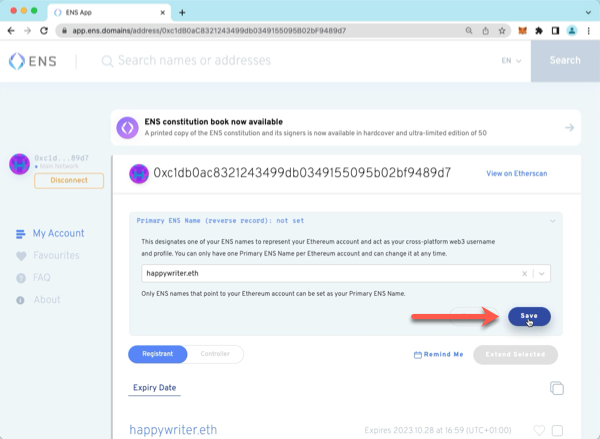 ENS App
app.ens.domains/address/0xc1dB0aC8321243499db0349155095B02bF9489d7
ENS
Search names or addresses
EN
Search
ENS constitution book now available
A printed copy of the ENS constitution and its signers is now available in hardcover and ultra-limited edition of 50
0xc1d...89d7
Main Network
Disconnect
0xc1db0ac8321243499db0349155095b02bf9489d7
View on Etherscan
My Account
Favourites
FAQ
About
Primary ENS Name (reverse record): not set
This designates one of your ENS names to represent your Ethereum account and act as your cross-platform web3 username
and profile. You can only have one Primary ENS Name per Ethereum account and can change it at any time.
happywriter.eth
Only ENS names that point to your Ethereum account can be set as your Primary ENS Name.
Save
Registrant
Controller
Remind Me
Extend Selected
Expiry Date
happywriter.eth
Expires 2023.10.28 at 16:59 (UTC+01:00)